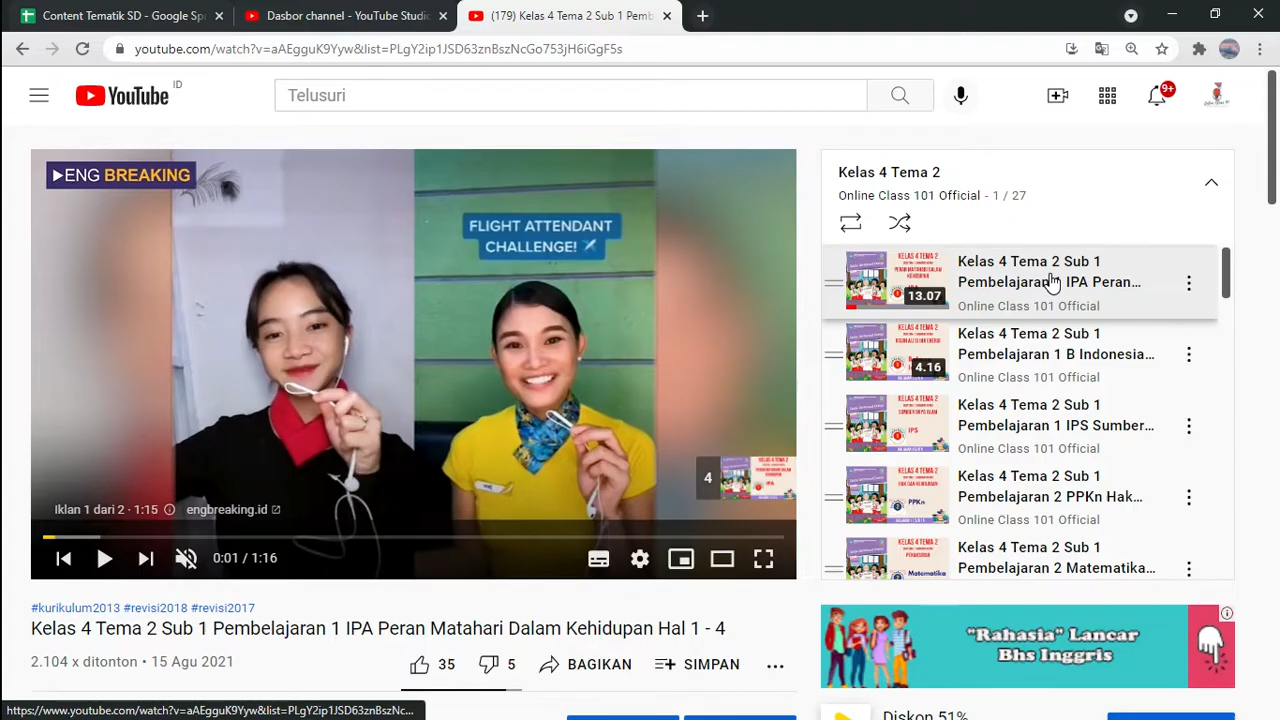 Content Tematik SD - Google Sp
Dasbor channel - YouTube Studio
(179) Kelas 4 Tema 2 Sub 1 Pemb
youtube.com/watch?v=aAEgguK9Yyw&list=PLgY2ip1JSD63znBszNcGo753jH6iGgF5s
YouTube ID
Telusuri
9+
ENG BREAKING
FLIGHT ATTENDANT
CHALLENGE!
4
Iklan 1 dari 2 · 1:15
engbreaking.id
0:01 / 1:16
#kurikulum2013 #revisi2018 #revisi2017
Kelas 4 Tema 2 Sub 1 Pembelajaran 1 IPA Peran Matahari Dalam Kehidupan Hal 1 - 4
2.104 x ditonton · 15 Agu 2021
35
5
BAGIKAN
SIMPAN
Kelas 4 Tema 2
Online Class 101 Official - 1 / 27
13.07
Kelas 4 Tema 2 Sub 1
Pembelajaran IPA Peran...
Online Class 101 Official
4.16
Kelas 4 Tema 2 Sub 1
Pembelajaran 1 B Indonesia...
Online Class 101 Official
IPS
Kelas 4 Tema 2 Sub 1
Pembelajaran 1 IPS Sumber...
Online Class 101 Official
PPKn
Kelas 4 Tema 2 Sub 1
Pembelajaran 2 PPKn Hak...
Online Class 101 Official
Matematika
Kelas 4 Tema 2 Sub 1
Pembelajaran 2 Matematika...
"Rahasia" Lancar
Bhs Inggris
Diskon 51%
https://www.youtube.com/watch?v=aAEgguK9Yyw&list=PLgY2ip1JSD63znBszNc...